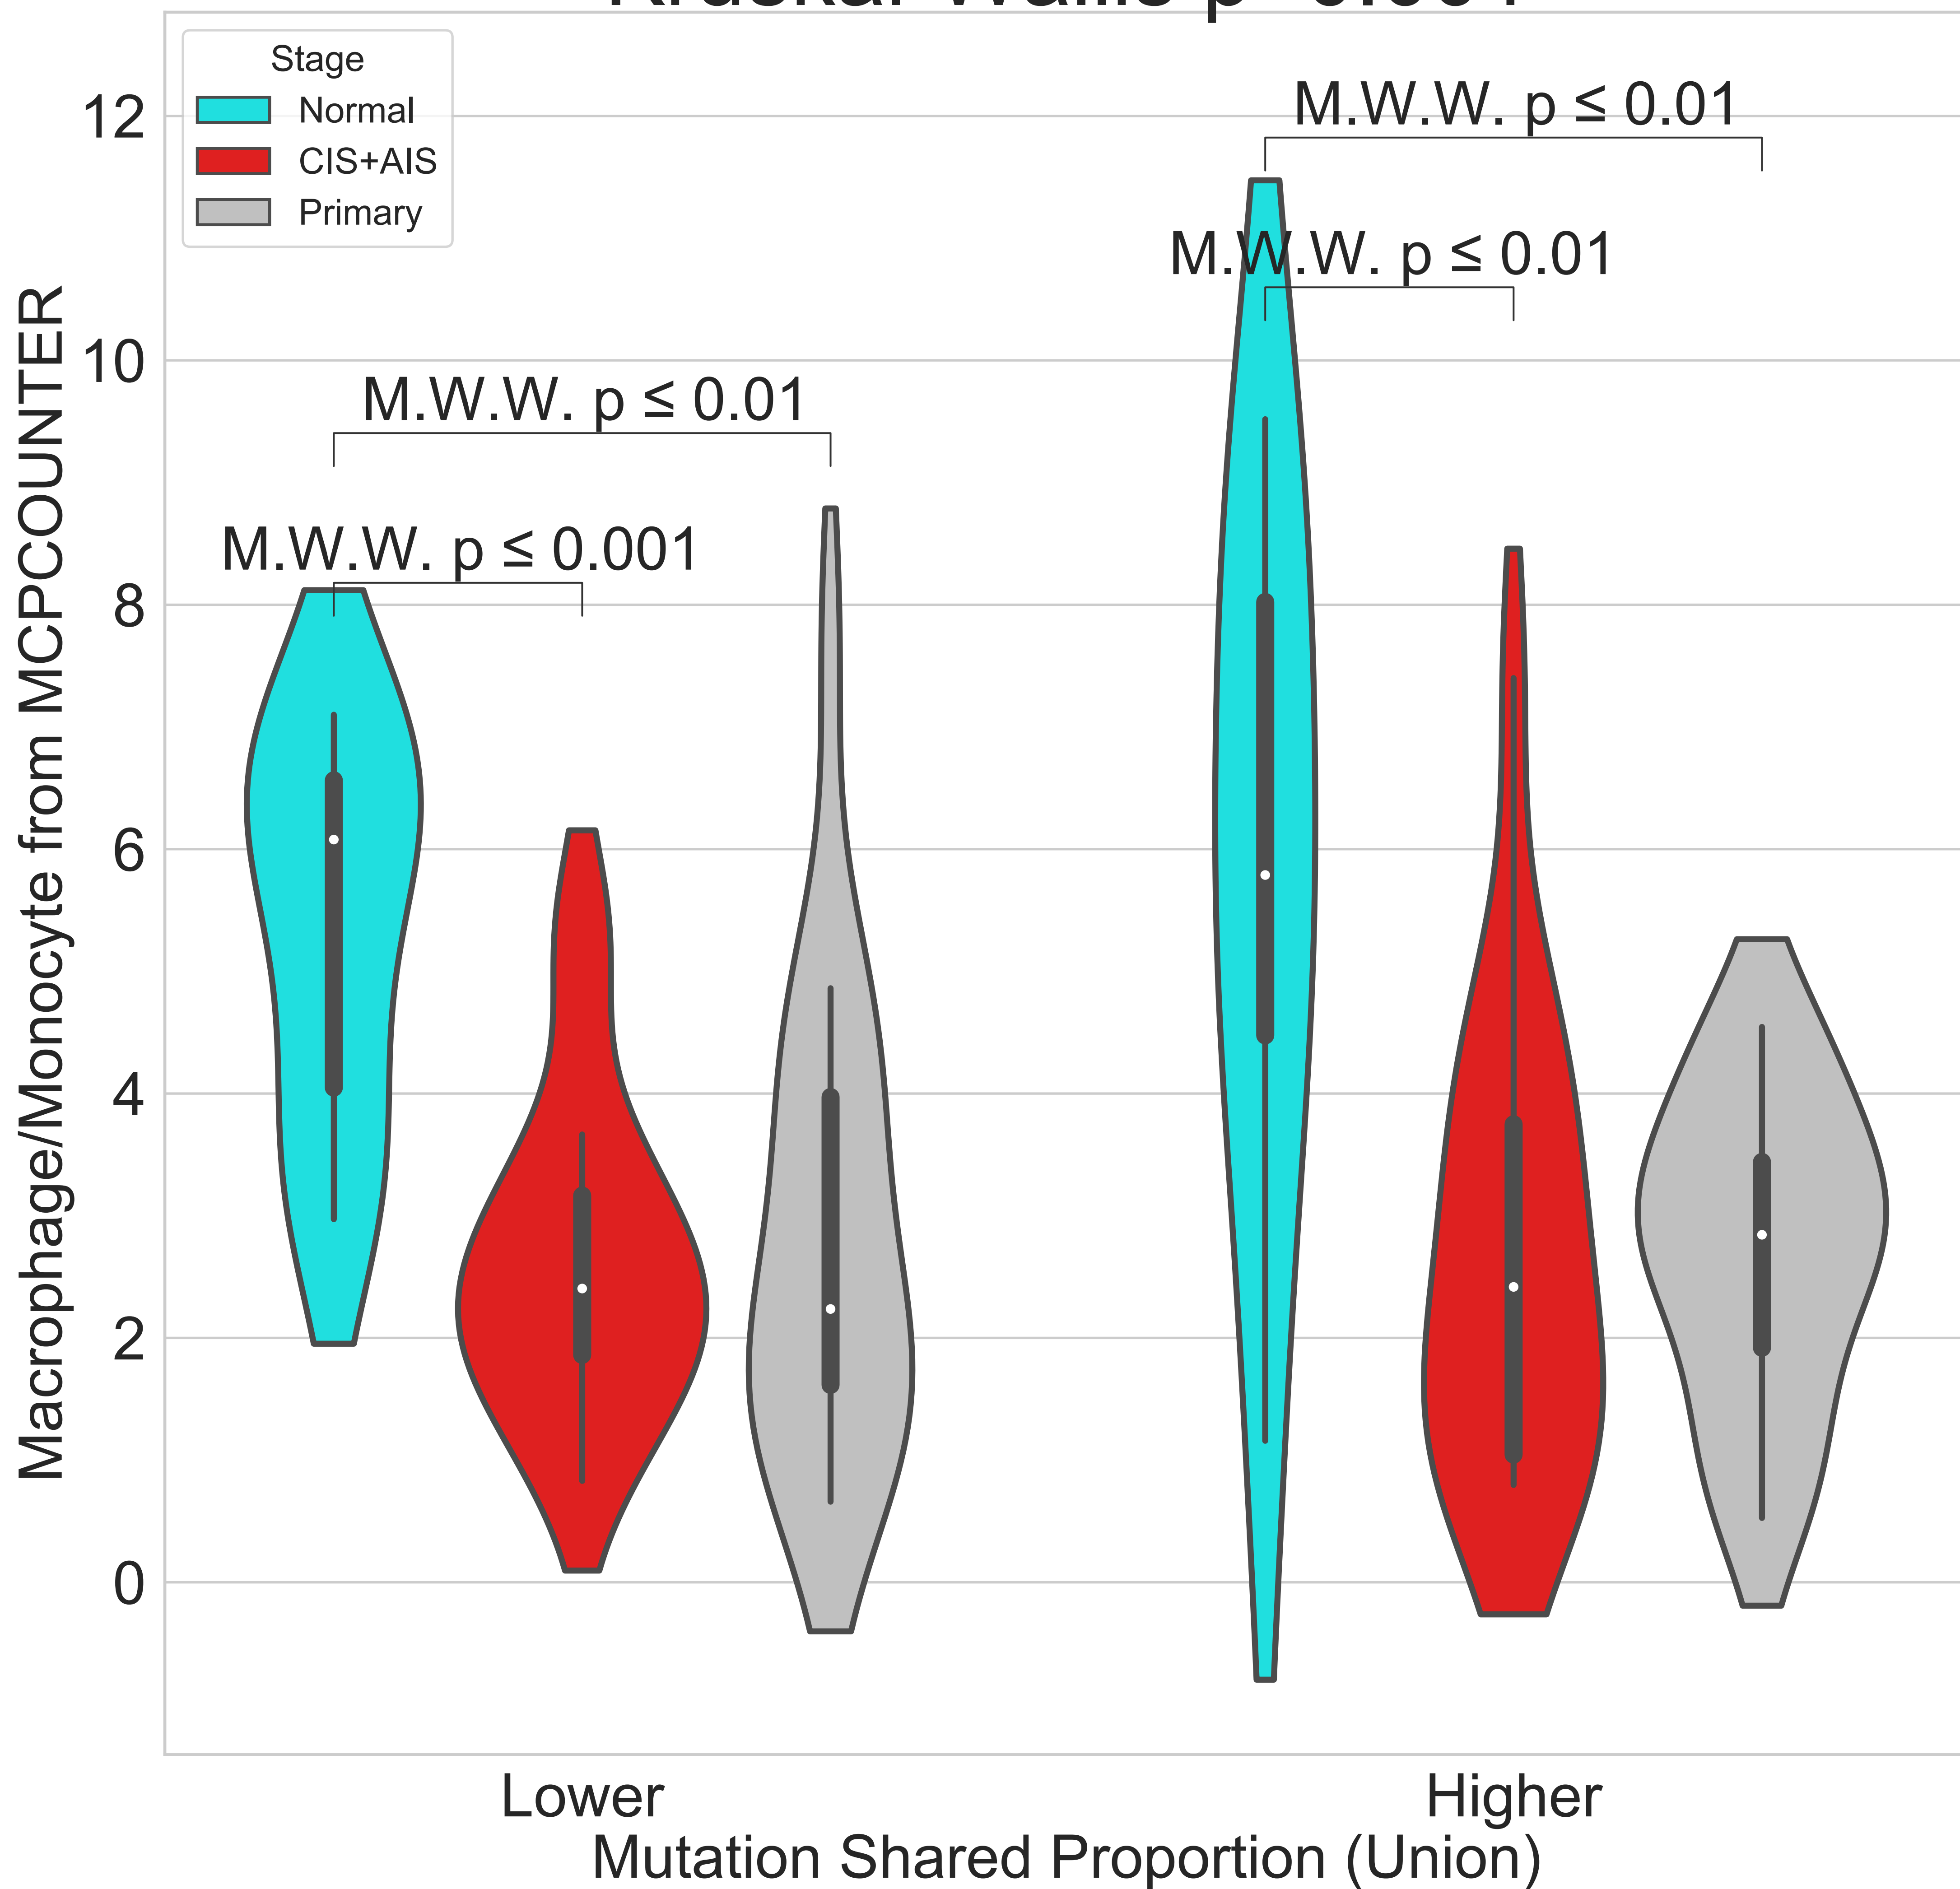 Stage
Normal
CIS+AIS
Primary
M.W.W. p ≤ 0.01
M.W.W. p ≤ 0.01
M.W.W. p ≤ 0.01
M.W.W. p ≤ 0.001
12
10
8
6
4
2
0
Macrophage/Monocyte from MCPCOUNTER
Lower
Higher
Mutation Shared Proportion (Union)